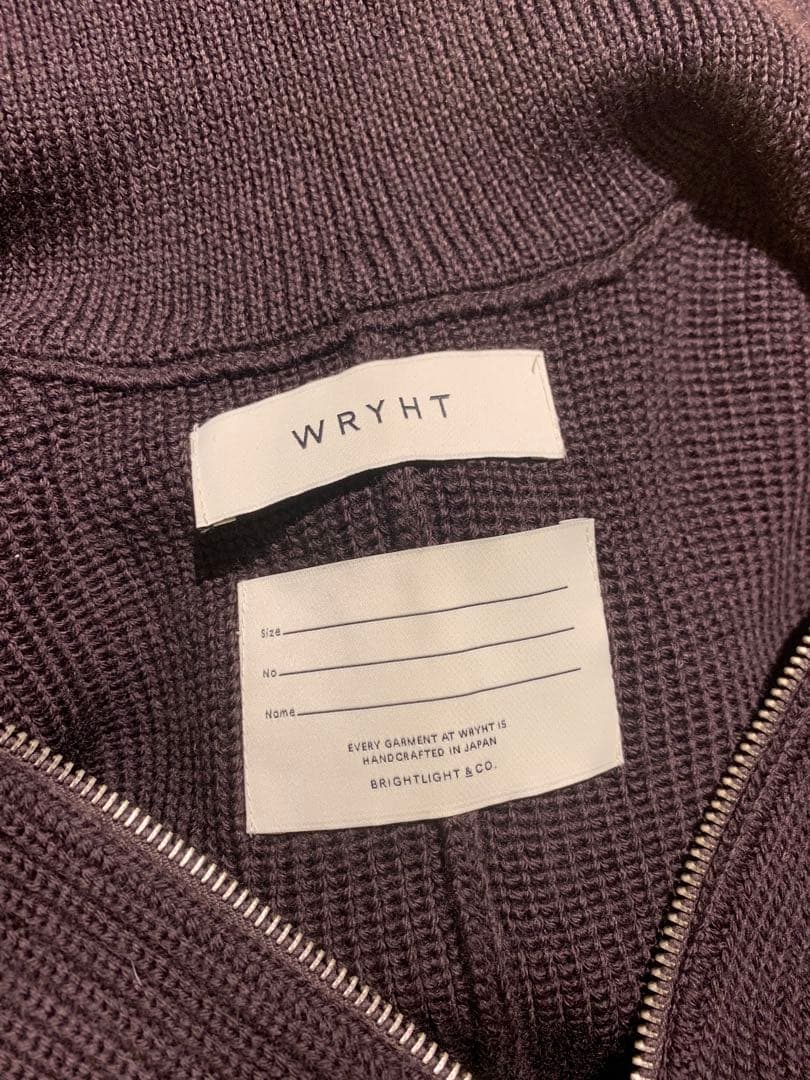 WRYHT
Size
No
Name
EVERY GARMENT AT WRYHT IS
HANDCRAFTED IN JAPAN
BRIGHTLIGHT & CO.